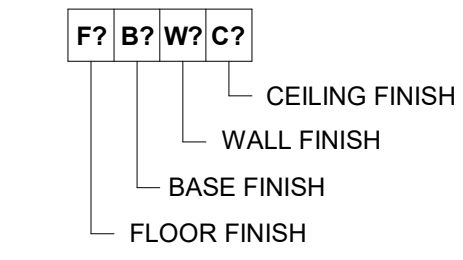 F? B? W? C?
CEILING FINISH
WALL FINISH
BASE FINISH
FLOOR FINISH